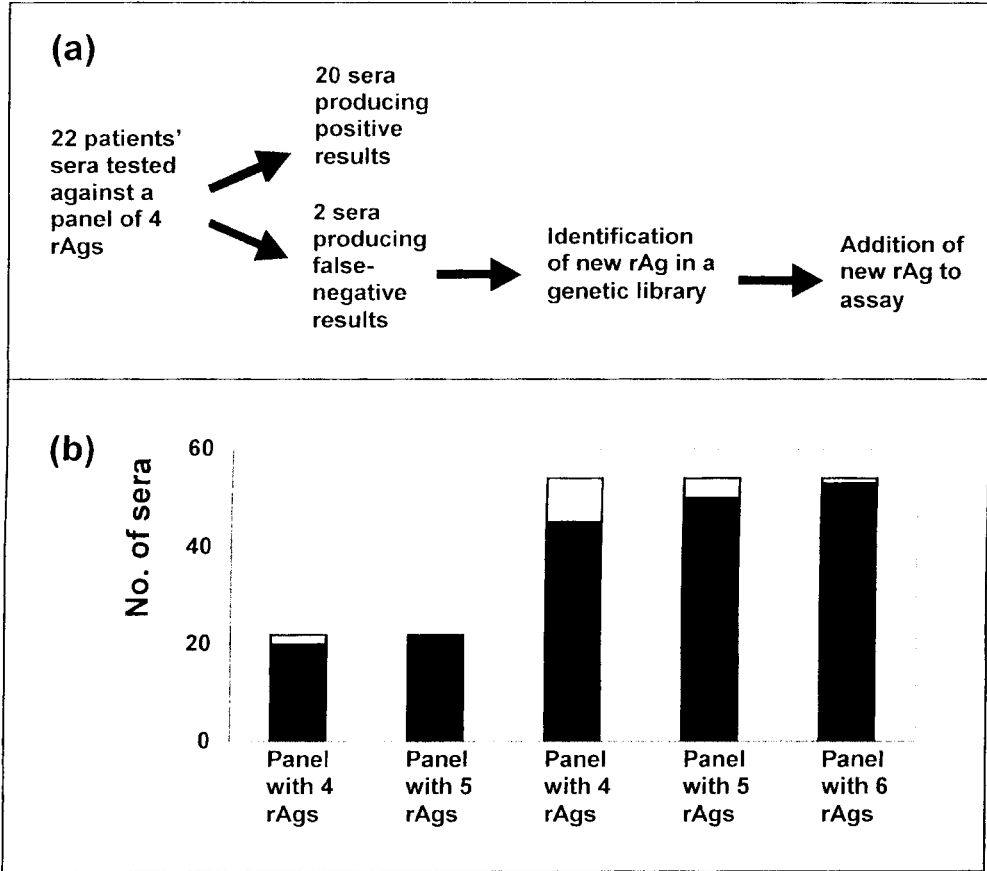 (a)
22 patients'
sera tested
against a
panel of 4
rAgs
20 sera
producing
positive
results
2 sera
producing
false-
negative
results
Identification
of new rAg in a
genetic library
Addition of
new rAg to
assay
(b)
No. of sera
60
40
20
0
Panel
with 4
rAgs
Panel
with 5
rAgs
Panel
with 4
rAgs
Panel
with 5
rAgs
Panel
with 6
rAgs